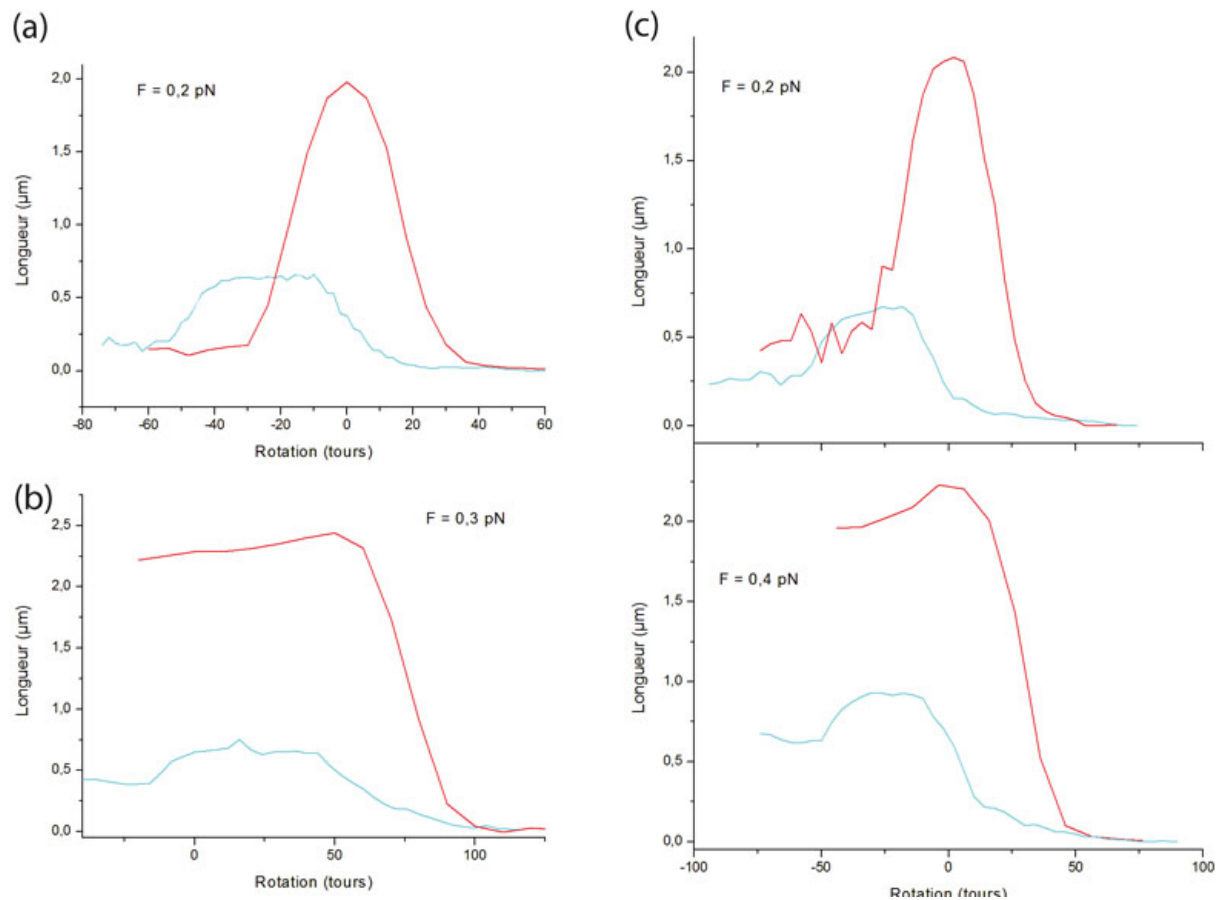 (a)
F = 0,2 pN
Longueur (µm)
2,0
1,5
1,0
0,5
0,0
-80 -60 -40 -20 0 20 40 60
Rotation (tours)
(b)
F = 0,3 pN
Longueur (µm)
2,5
2,0
1,5
1,0
0,5
0,0
0 50 100
Rotation (tours)
(c)
F = 0,2 pN
Longueur (µm)
2,0
1,5
1,0
0,5
0,0
-50 0 50 100
F = 0,4 pN
Longueur (µm)
2,0
1,5
1,0
0,5
0,0
-100 -50 0 50 100
Rotation (tours)